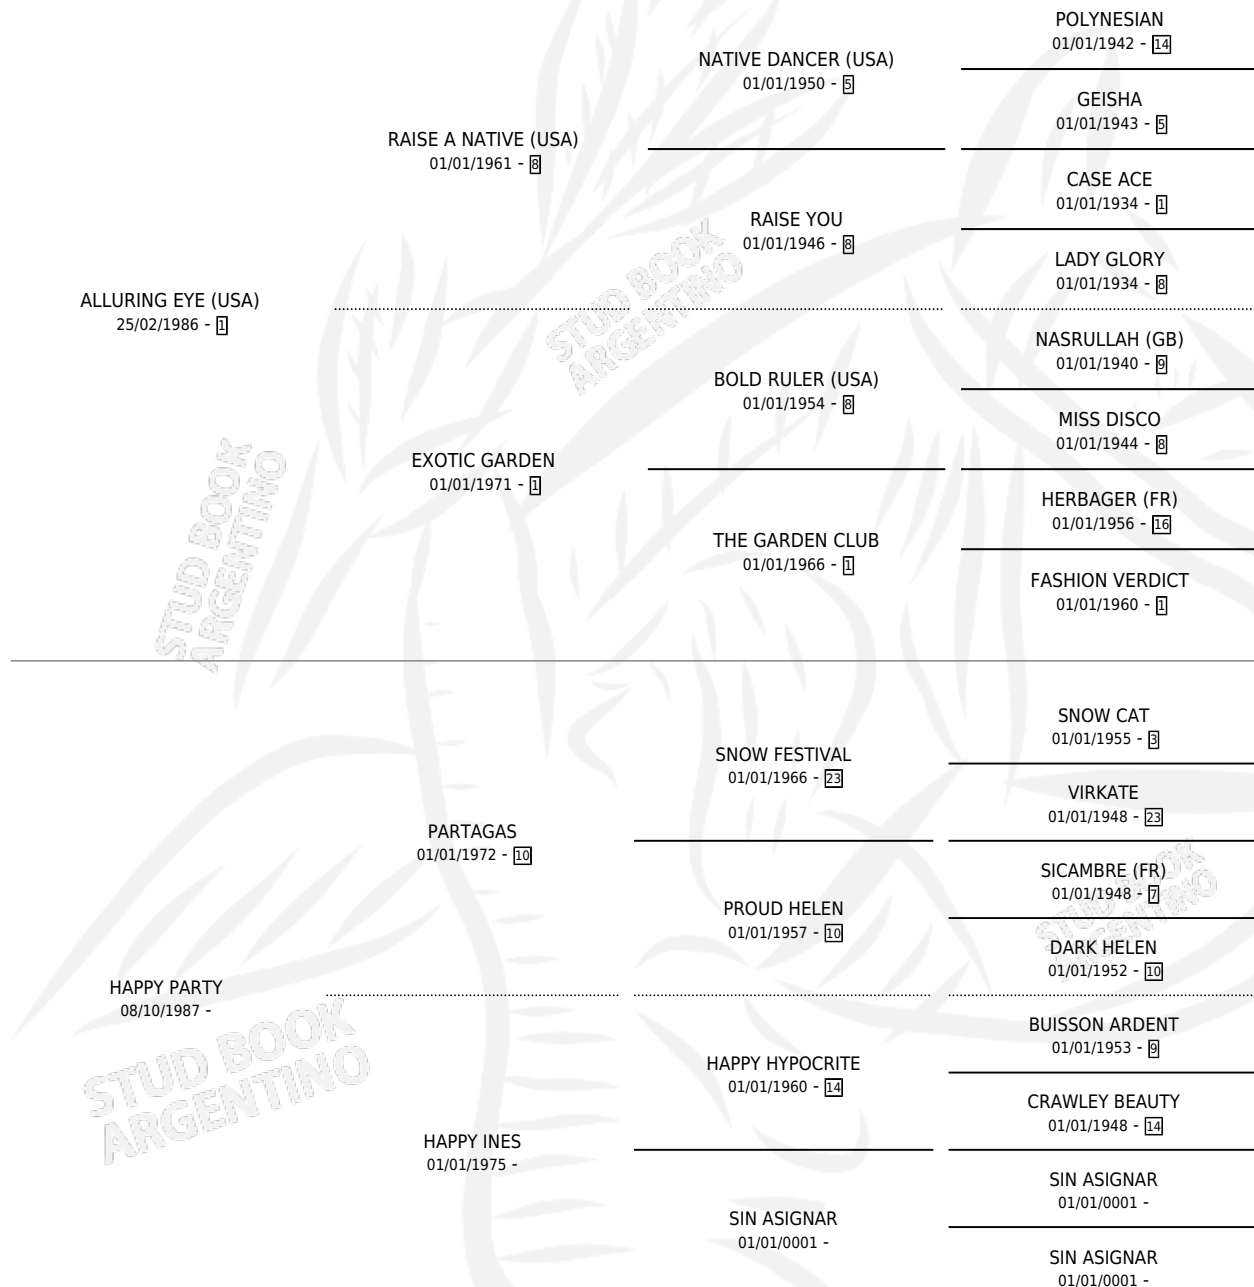 POLYNESIAN
01/01/1942 - 14
NATIVE DANCER (USA)
01/01/1950 - 5
GEISHA
01/01/1943 - 5
RAISE A NATIVE (USA)
01/01/1961 - 8
CASE ACE
01/01/1934 - 1
RAISE YOU
01/01/1946 - 8
LADY GLORY
01/01/1934 - 8
ALLURING EYE (USA)
25/02/1986 - 1
STUD BOOK
ARGENTINO
NASRULLAH (GB)
01/01/1940 - 9
BOLD RULER (USA)
01/01/1954 - 8
MISS DISCO
01/01/1944 - 8
EXOTIC GARDEN
01/01/1971 - 1
HERBAGER (FR)
01/01/1956 - 16
THE GARDEN CLUB
01/01/1966 - 1
FASHION VERDICT
01/01/1960 - 1
STUD BOOK
ARGENTINO
SNOW CAT
01/01/1955 - 3
SNOW FESTIVAL
01/01/1966 - 23
VIRKATE
01/01/1948 - 23
PARTAGAS
01/01/1972 - 10
SICAMBRE (FR)
01/01/1948 - 7
PROUD HELEN
01/01/1957 - 10
STUD BOOK
ARGENTINO
DARK HELEN
01/01/1952 - 10
HAPPY PARTY
08/10/1987 -
BUISSON ARDENT
01/01/1953 - 9
HAPPY HYPOCRITE
01/01/1960 - 14
CRAWLEY BEAUTY
01/01/1948 - 14
STUD BOOK
ARGENTINO
HAPPY INES
01/01/1975 -
SIN ASIGNAR
01/01/0001 -
SIN ASIGNAR
01/01/0001 -
SIN ASIGNAR
01/01/0001 -